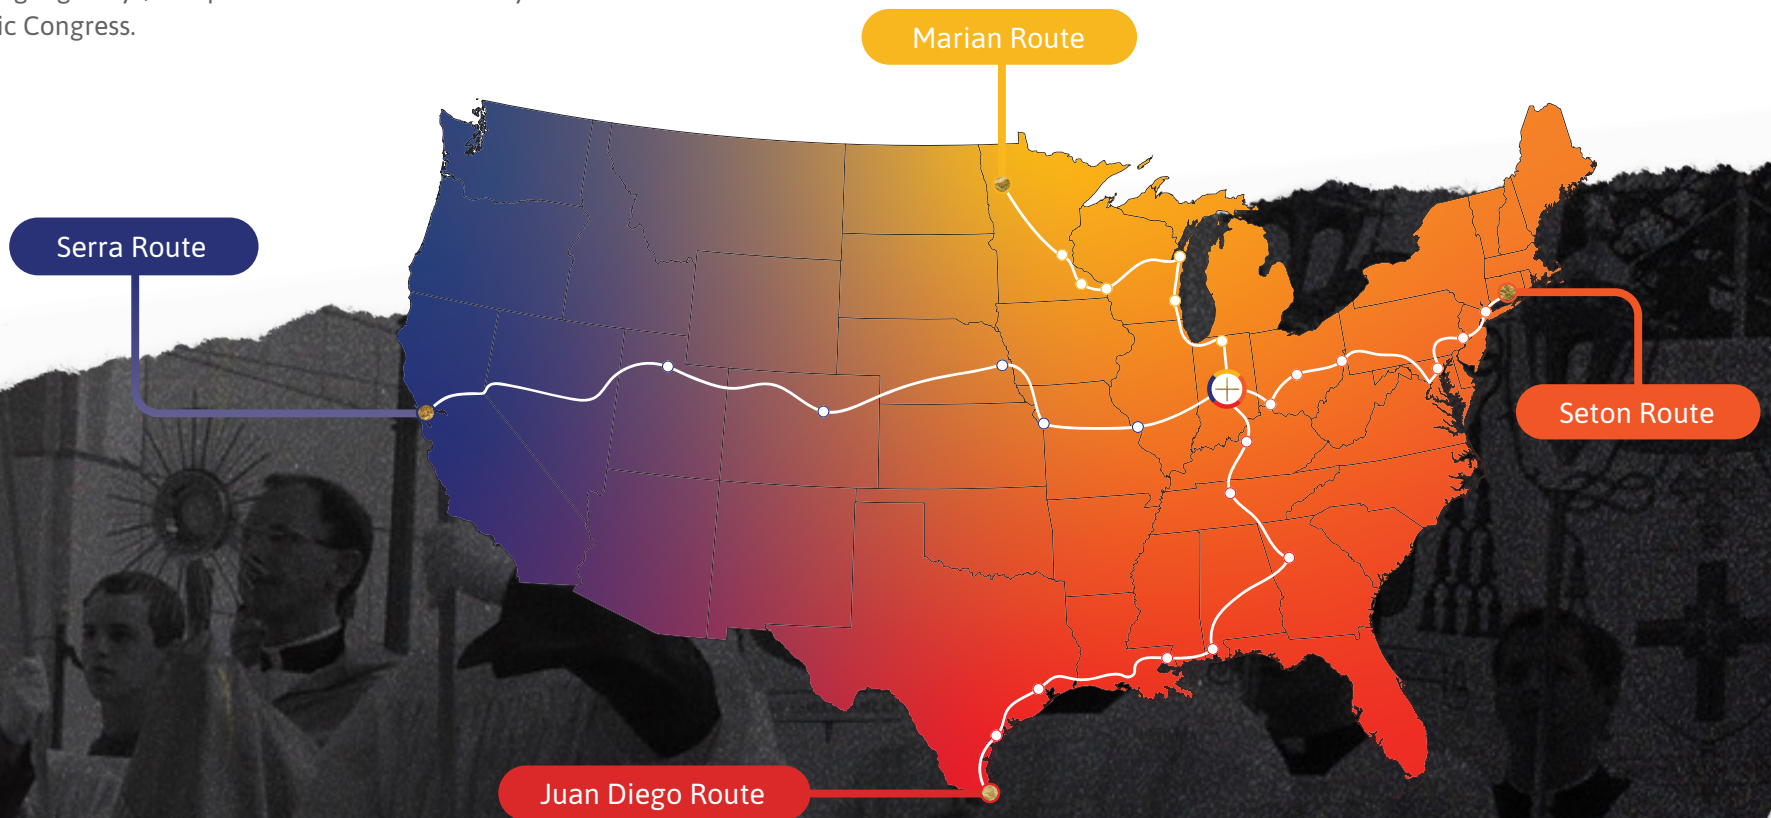 ic Congress.
Marian Route
Serra Route
Seton Route
Juan Diego Route